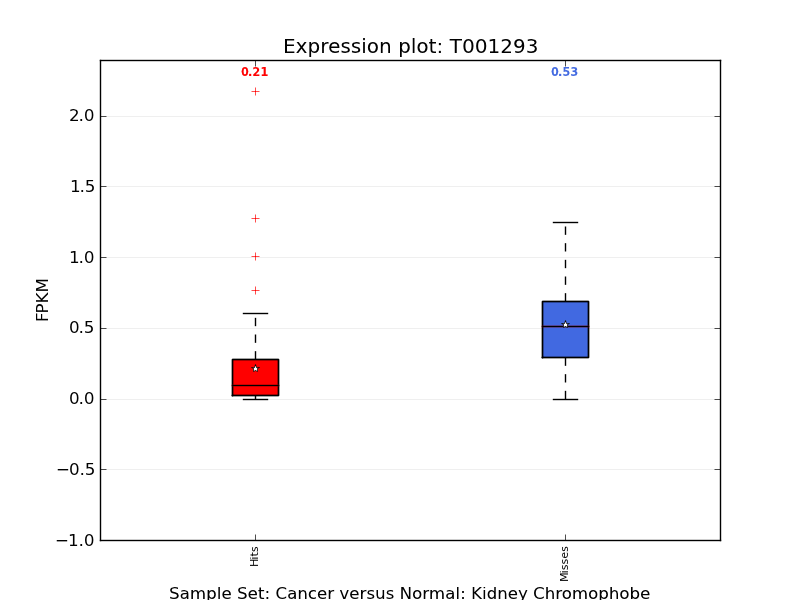 Expression plot: T001293
0.21
0.53
2.0
1.5
1.0
0.5
0.0
−0.5
−1.0
FPKM
Hits
Misses
Sample Set: Cancer versus Normal: Kidney Chromophobe